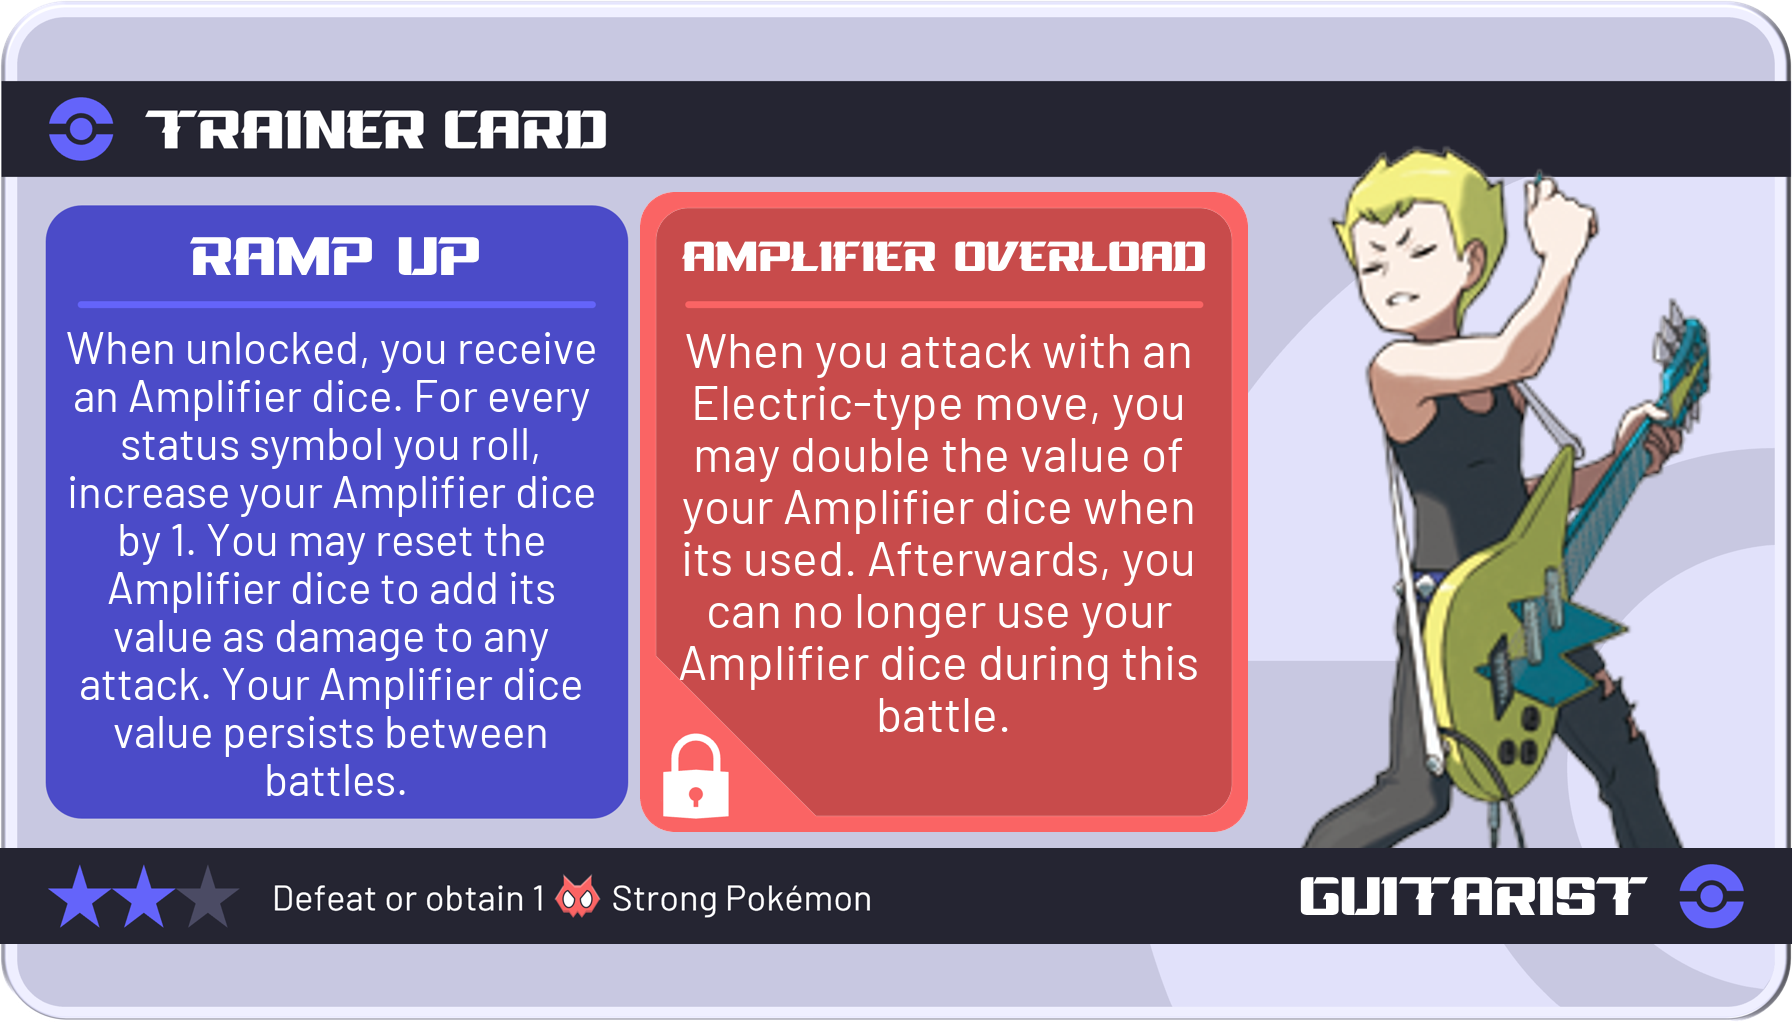 TRAINER CARD
RAMP UP
When unlocked, you receive
an Amplifier dice. For every
status symbol you roll,
increase your Amplifier dice
by 1. You may reset the
Amplifier dice to add its
value as damage to any
attack. Your Amplifier dice
value persists between
battles.
AMPLIFIER OVERLOAD
When you attack with an
Electric-type move, you
may double the value of
your Amplifier dice when
its used. Afterwards, you
can no longer use your
Amplifier dice during this
battle.
Defeat or obtain 1 Strong Pokémon
GUITARIST